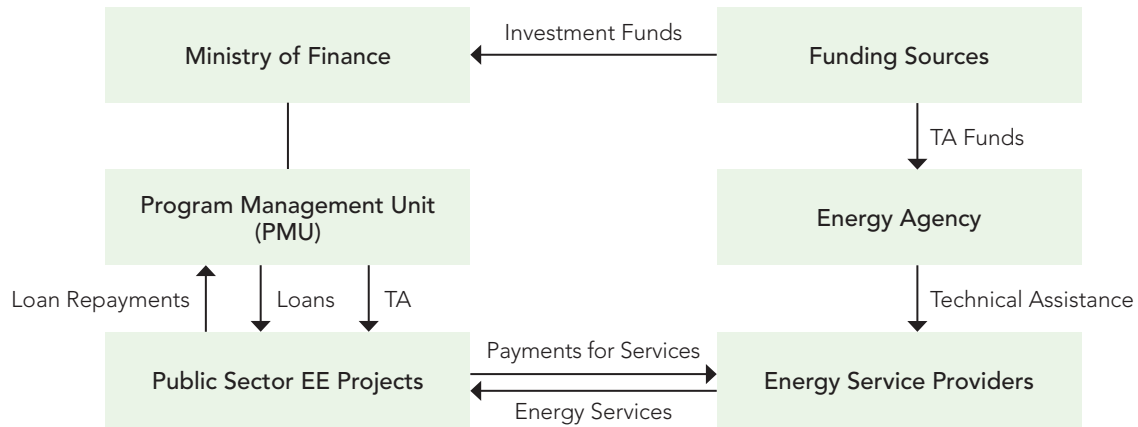 Ministry of Finance
Investment Funds
Funding Sources
TA Funds
Program Management Unit
(PMU)
Energy Agency
Loan Repayments
Loans
TA
Technical Assistance
Public Sector EE Projects
Payments for Services
Energy Services
Energy Service Providers